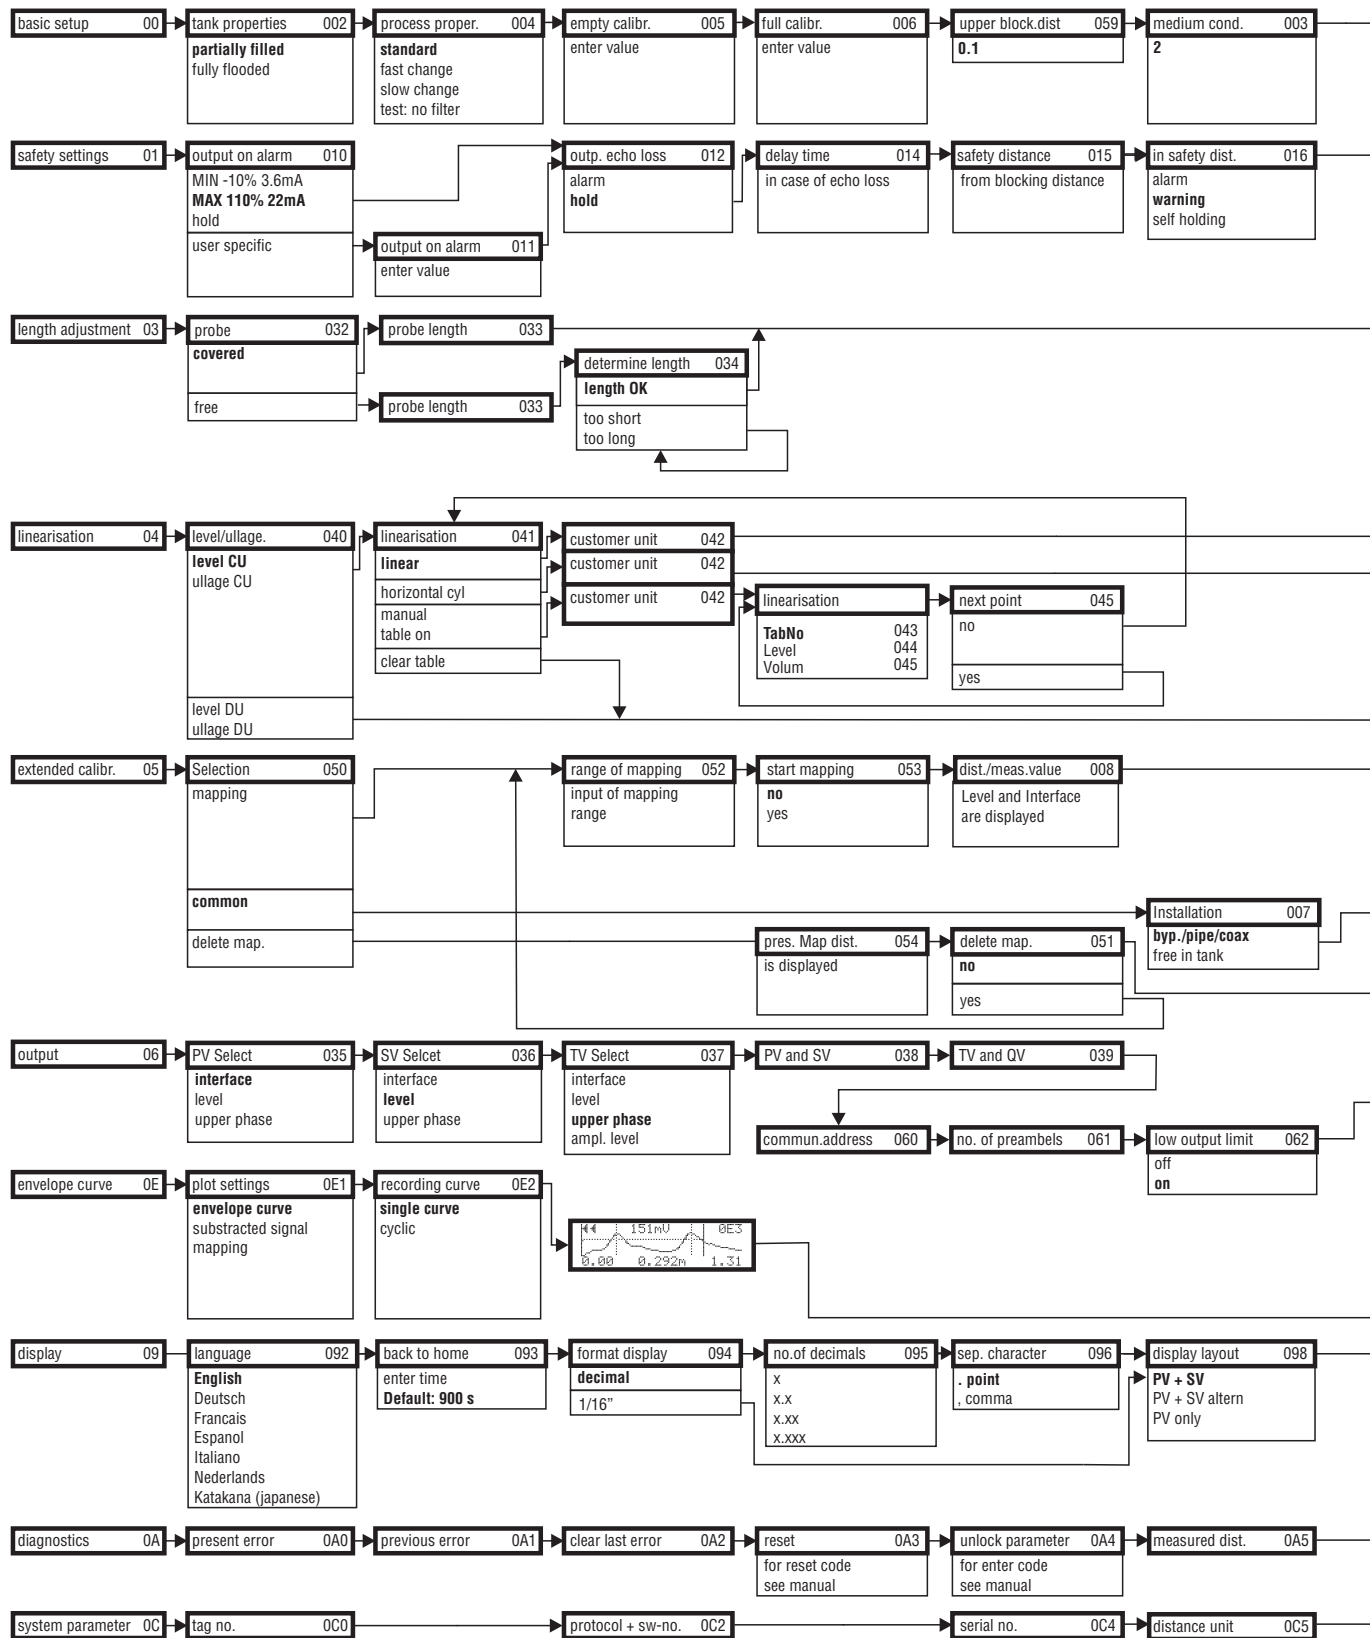 basic setup 00
tank properties 002
partially filled
fully flooded
process proper. 004
standard
fast change
slow change
test: no filter
empty calibr. 005
enter value
full calibr. 006
enter value
upper block.dist 059
0.1
medium cond. 003
2
safety settings 01
output on alarm 010
MIN -10% 3.6mA
MAX 110% 22mA
hold
user specific
output on alarm 011
enter value
outp. echo loss 012
alarm
hold
delay time 014
in case of echo loss
safety distance 015
from blocking distance
in safety dist. 016
alarm
warning
self holding
length adjustment 03
probe 032
covered
free
probe length 033
probe length 033
determine length 034
length OK
too short
too long
linearisation 04
level/ullage. 040
level CU
ullage CU
level DU
ullage DU
linearisation 041
linear
horizontal cyl
manual
table on
clear table
customer unit 042
customer unit 042
customer unit 042
linearisation
TabNo 043
Level 044
Volum 045
next point 045
no
yes
extended calibr. 05
Selection 050
mapping
common
delete map.
range of mapping 052
input of mapping
range
start mapping 053
no
yes
dist./meas.value 008
Level and Interface
are displayed
Installation 007
byp./pipe/coax
free in tank
pres. Map dist. 054
is displayed
delete map. 051
no
yes
output 06
PV Select 035
interface
level
upper phase
SV Selcet 036
interface
level
upper phase
TV Select 037
interface
level
upper phase
ampl. level
PV and SV 038
TV and QV 039
commun.address 060
no. of preambels 061
low output limit 062
off
on
envelope curve 0E
plot settings 0E1
envelope curve
substracted signal
mapping
recording curve 0E2
single curve
cyclic
151mV 0E3
0.00 0.292m 1.31
display 09
language 092
English
Deutsch
Francais
Espanol
Italiano
Nederlands
Katakana (japanese)
back to home 093
enter time
Default: 900 s
format display 094
decimal
1/16”
no.of decimals 095
x
x.x
x.xx
x.xxx
sep. character 096
. point
, comma
display layout 098
PV + SV
PV + SV altern
PV only
diagnostics 0A
present error 0A0
previous error 0A1
clear last error 0A2
reset 0A3
for reset code
see manual
unlock parameter 0A4
for enter code
see manual
measured dist. 0A5
system parameter 0C
tag no. 0C0
protocol + sw-no. 0C2
serial no. 0C4
distance unit 0C5